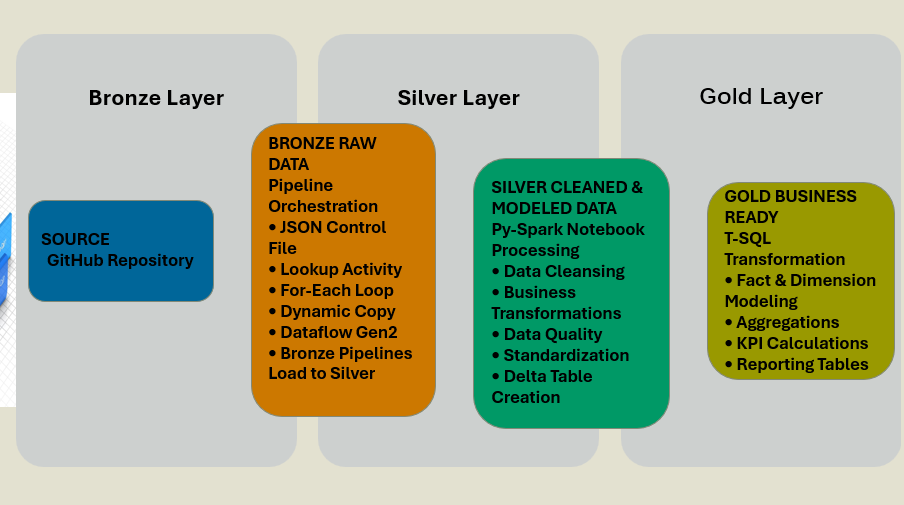 Bronze Layer
Silver Layer
Gold Layer
SOURCE
GitHub Repository
BRONZE RAW
DATA
Pipeline
Orchestration
• JSON Control
File
• Lookup Activity
• For-Each Loop
• Dynamic Copy
• Dataflow Gen2
• Bronze Pipelines
Load to Silver
SILVER CLEANED &
MODELED DATA
Py-Spark Notebook
Processing
• Data Cleansing
• Business
Transformations
• Data Quality
• Standardization
• Delta Table
Creation
GOLD BUSINESS
READY
T-SQL
Transformation
• Fact & Dimension
Modeling
• Aggregations
• KPI Calculations
• Reporting Tables